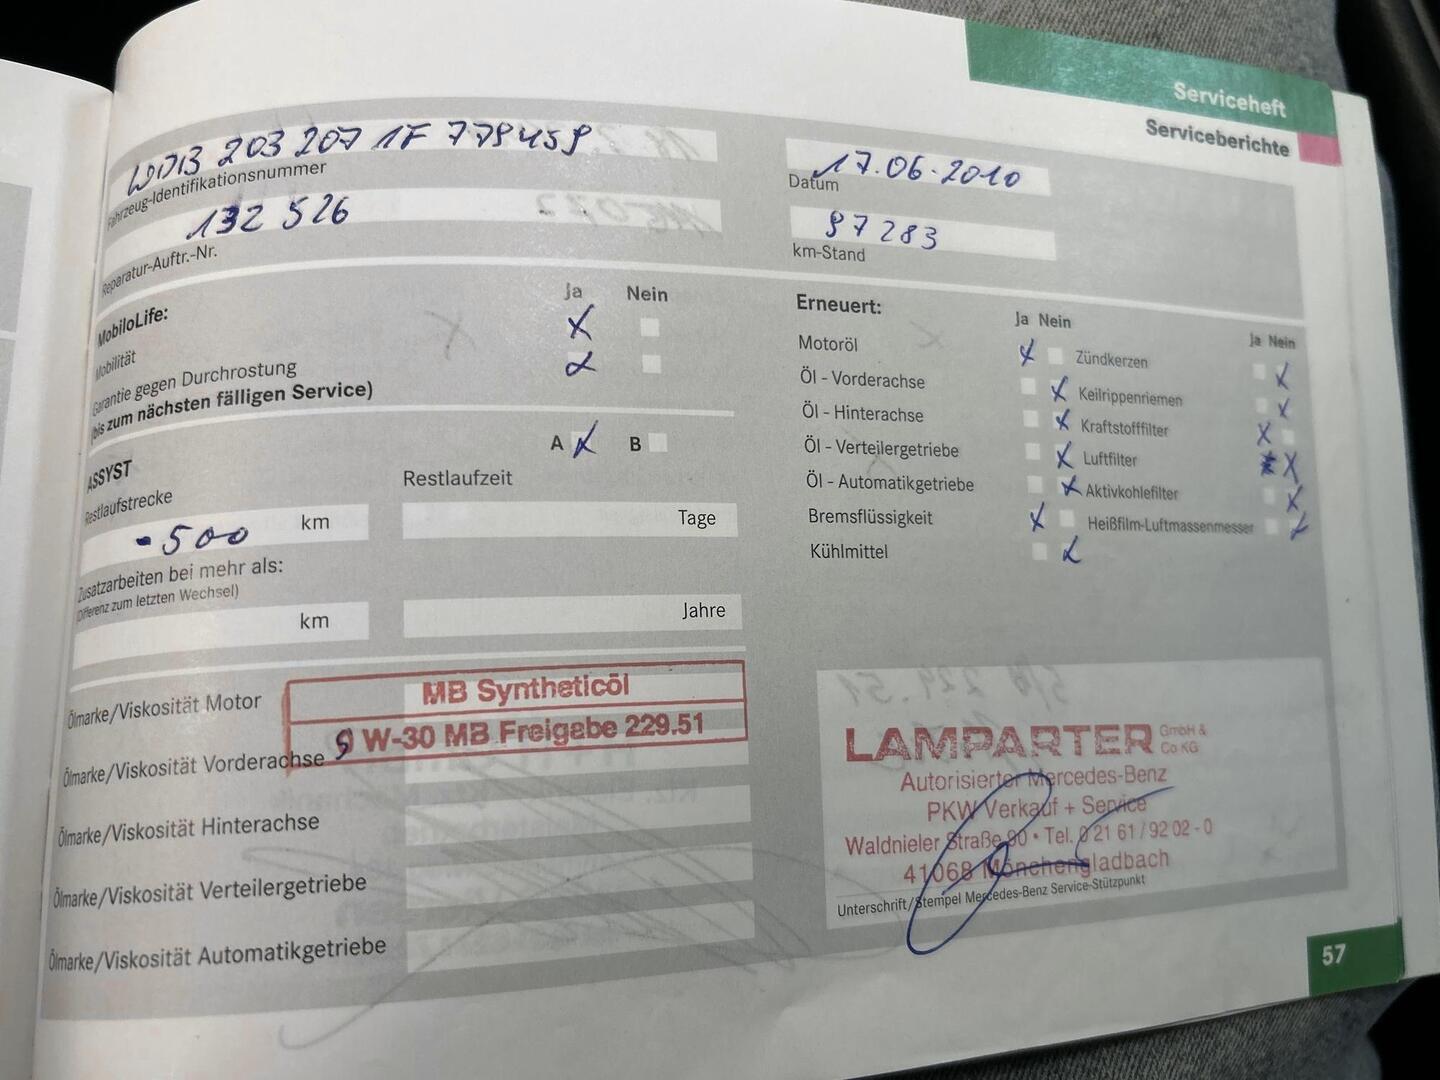 Serviceheft
Serviceberichte
WDB 203 207 1F 779459
Fahrzeug-Identifikationsnummer
17.06.2010
Datum
132 526
Reparatur-Auftr.-Nr.
97283
km-Stand
Ja Nein
MobiloLife: x
Mobilität x
Garantie gegen Durchrostung
(bis zum nächsten fälligen Service)
A x B
ASSYST
Restlaufstrecke
Restlaufzeit
-500 km
Tage
Zusatzarbeiten bei mehr als:
(Differenz zum letzten Wechsel)
km
Jahre
Erneuert:
Ja Nein
Ja Nein
Motoröl x
Zündkerzen x
Öl - Vorderachse x
Keilrippenriemen x
Öl - Hinterachse x
Kraftstofffilter x
Öl - Verteilergetriebe x
Luftfilter x
Öl - Automatikgetriebe x
Aktivkohlefilter x
Bremsflüssigkeit x
Heißfilm-Luftmassenmesser x
Kühlmittel x
Ölmarke/Viskosität Motor
MB Syntheticöl
5 W-30 MB Freigabe 229.51
Ölmarke/Viskosität Vorderachse
Ölmarke/Viskosität Hinterachse
Ölmarke/Viskosität Verteilergetriebe
Ölmarke/Viskosität Automatikgetriebe
LAMPARTER GmbH & Co KG
Autorisierter Mercedes-Benz
PKW Verkauf + Service
Waldnieler Straße 90 • Tel. 0 21 61 / 92 02 - 0
41068 Mönchengladbach
Unterschrift/Stempel Mercedes-Benz Service-Stützpunkt
57